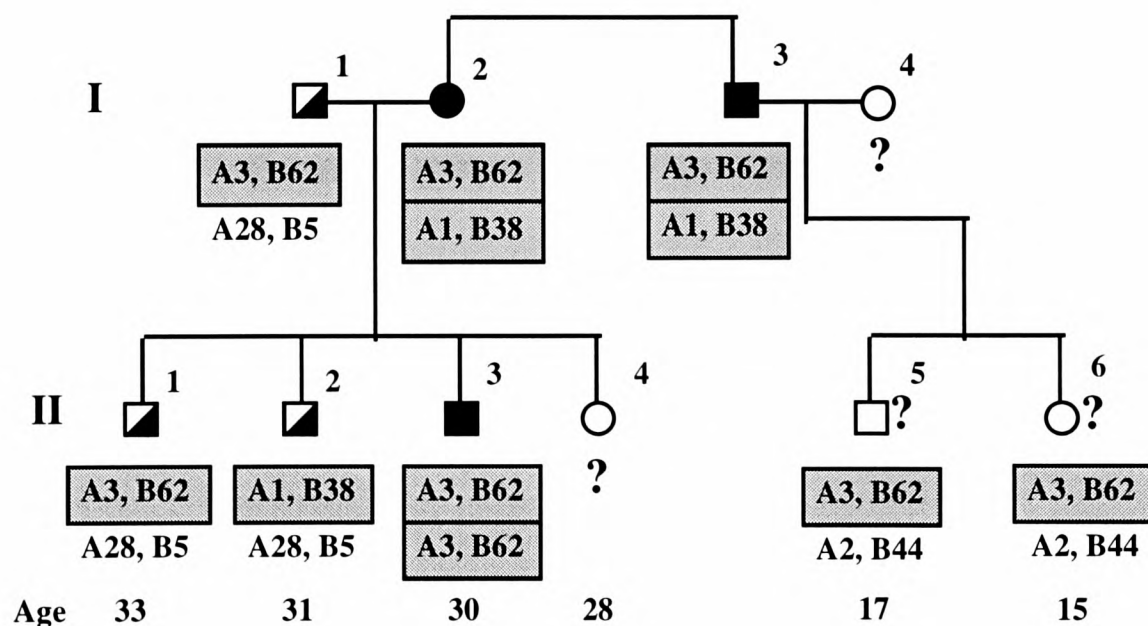 1 2 3 4
I
?
A3, B62 A3, B62 A3, B62
A28, B5 A1, B38 A1, B38
1 2 3 4 5 6
II
? ? ?
A3, B62 A1, B38 A3, B62 A3, B62 A3, B62
A28, B5 A28, B5 A3, B62 A2, B44 A2, B44
Age 33 31 30 28 17 15